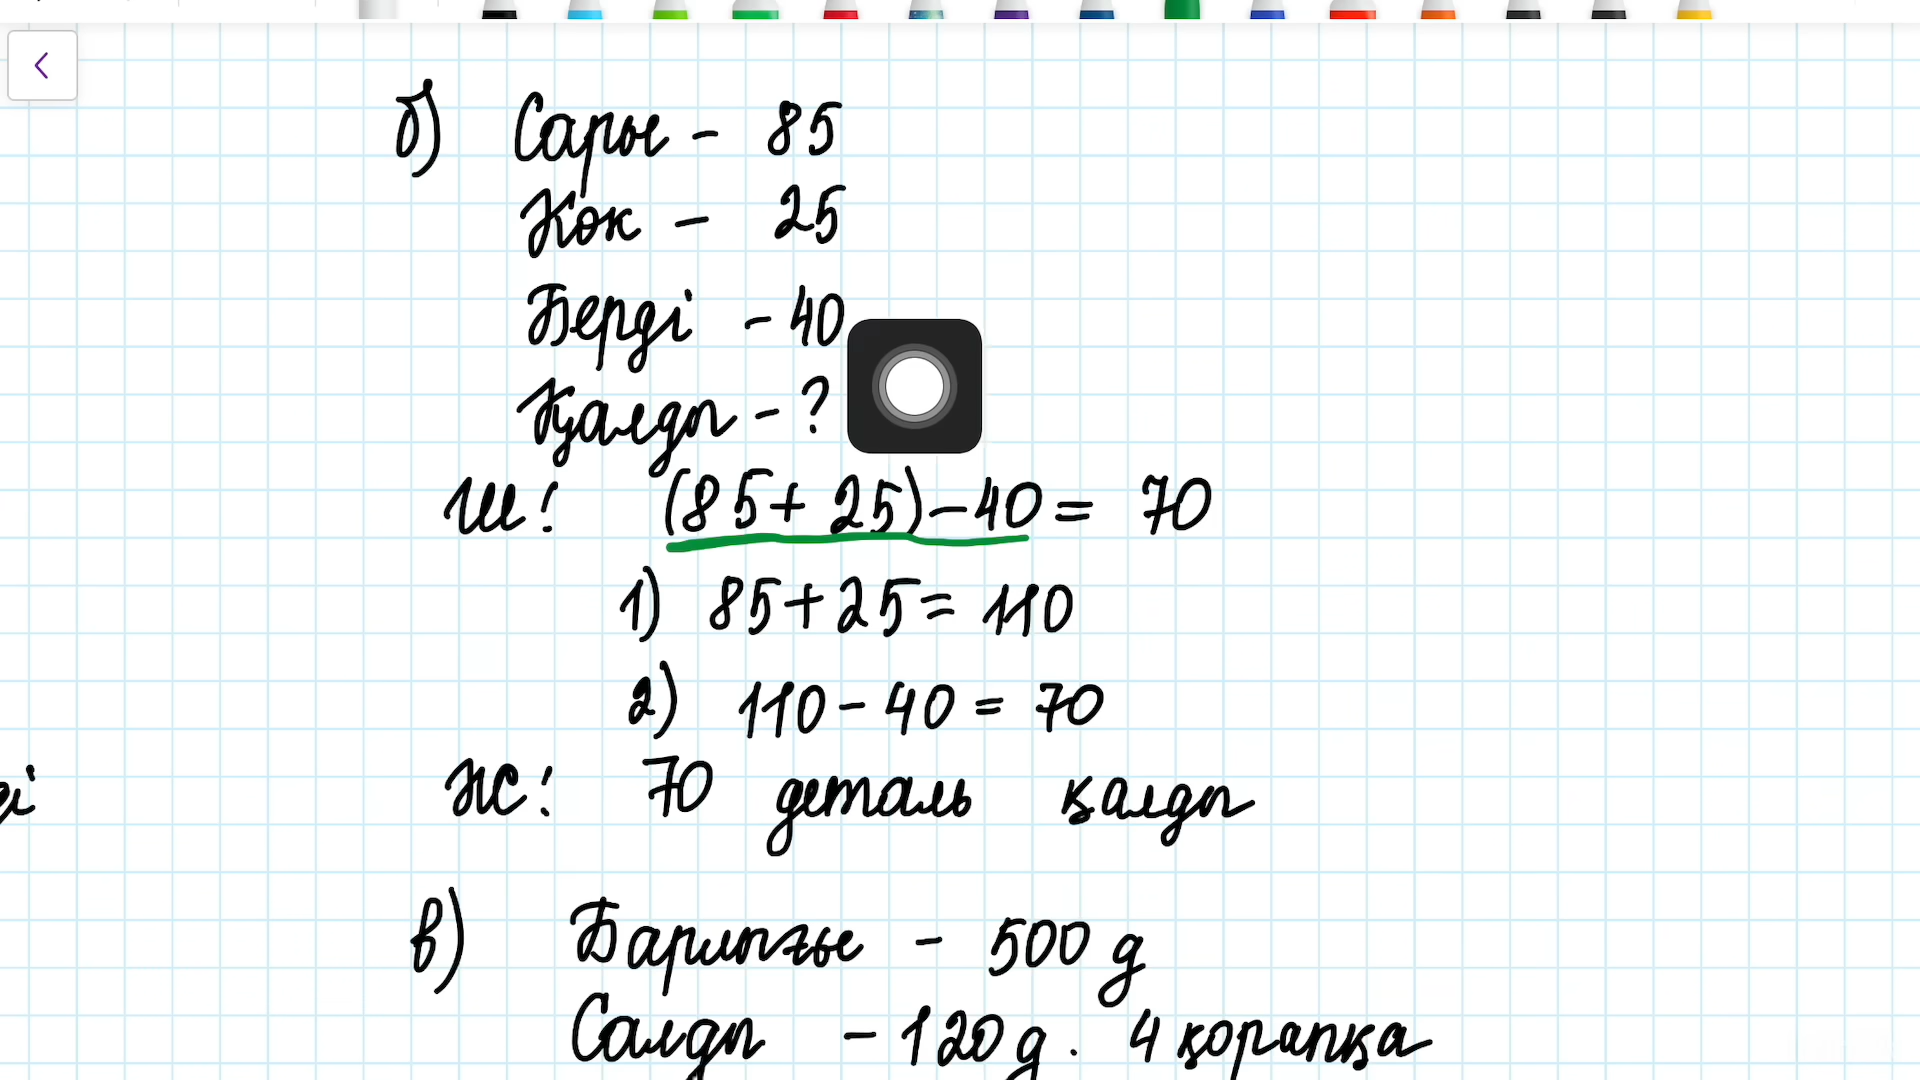 б) Сары - 85
Көк - 25
Берді - 40
Қалды - ?
Ш: (85+25)-40= 70
1) 85+25= 110
2) 110-40=70
Ж: 70 деталь қалды
в) Барлығы - 500 д
Салды - 120 д. 4 қорапқа